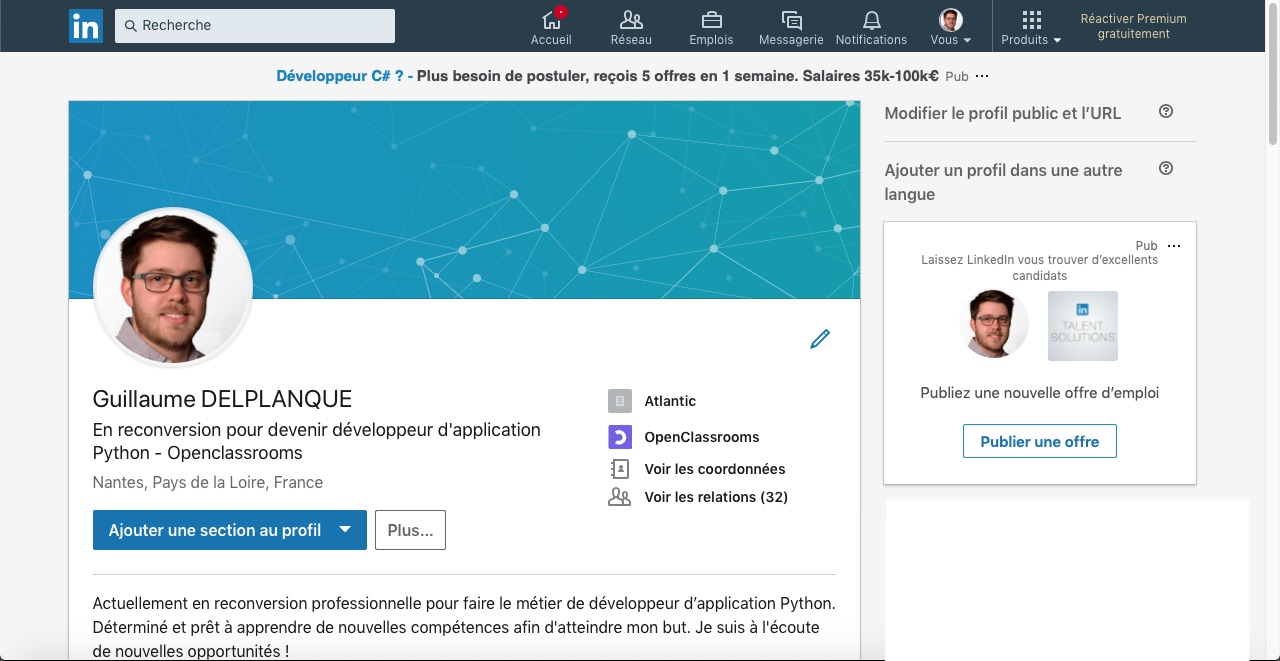 in Recherche
Accueil Réseau Emplois Messagerie Notifications Vous Produits
Réactiver Premium
gratuitement
Développeur C# ? - Plus besoin de postuler, reçois 5 offres en 1 semaine. Salaires 35k-100k€ Pub ...
Guillaume DELPLANQUE
En reconversion pour devenir développeur d'application
Python - Openclassrooms
Nantes, Pays de la Loire, France
Ajouter une section au profil Plus...
Atlantic
OpenClassrooms
Voir les coordonnées
Voir les relations (32)
Actuellement en reconversion professionnelle pour faire le métier de développeur d’application Python.
Déterminé et prêt à apprendre de nouvelles compétences afin d'atteindre mon but. Je suis à l'écoute
de nouvelles opportunités !
Modifier le profil public et l’URL ?
Ajouter un profil dans une autre ?
langue
Pub ...
Laissez LinkedIn vous trouver d’excellents
candidats
in
TALENT
SOLUTIONS
Publiez une nouvelle offre d’emploi
Publier une offre